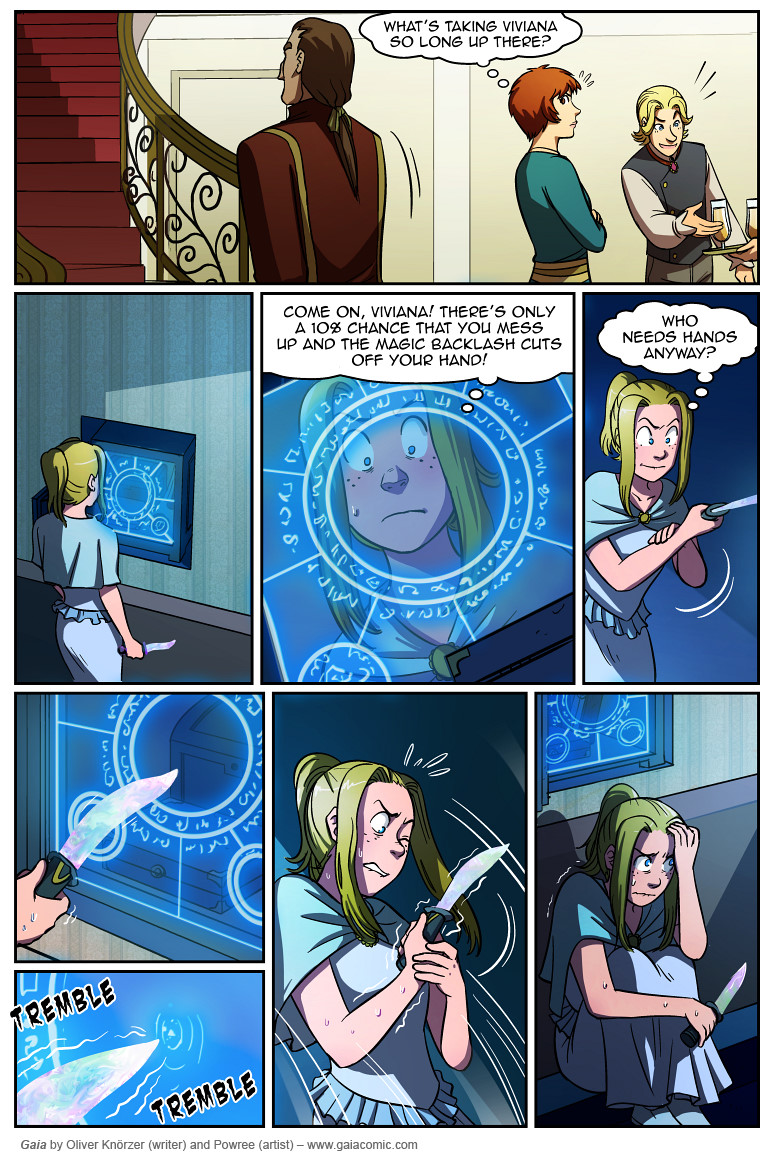 WHAT'S TAKING VIVIANA
SO LONG UP THERE?
COME ON, VIVIANA! THERE'S ONLY
A 10% CHANCE THAT YOU MESS
UP AND THE MAGIC BACKLASH CUTS
OFF YOUR HAND!
WHO
NEEDS HANDS
ANYWAY?
TREMBLE
TREMBLE
Gaia by Oliver Knörzer (writer) and Powree (artist) – www.gaiacomic.com